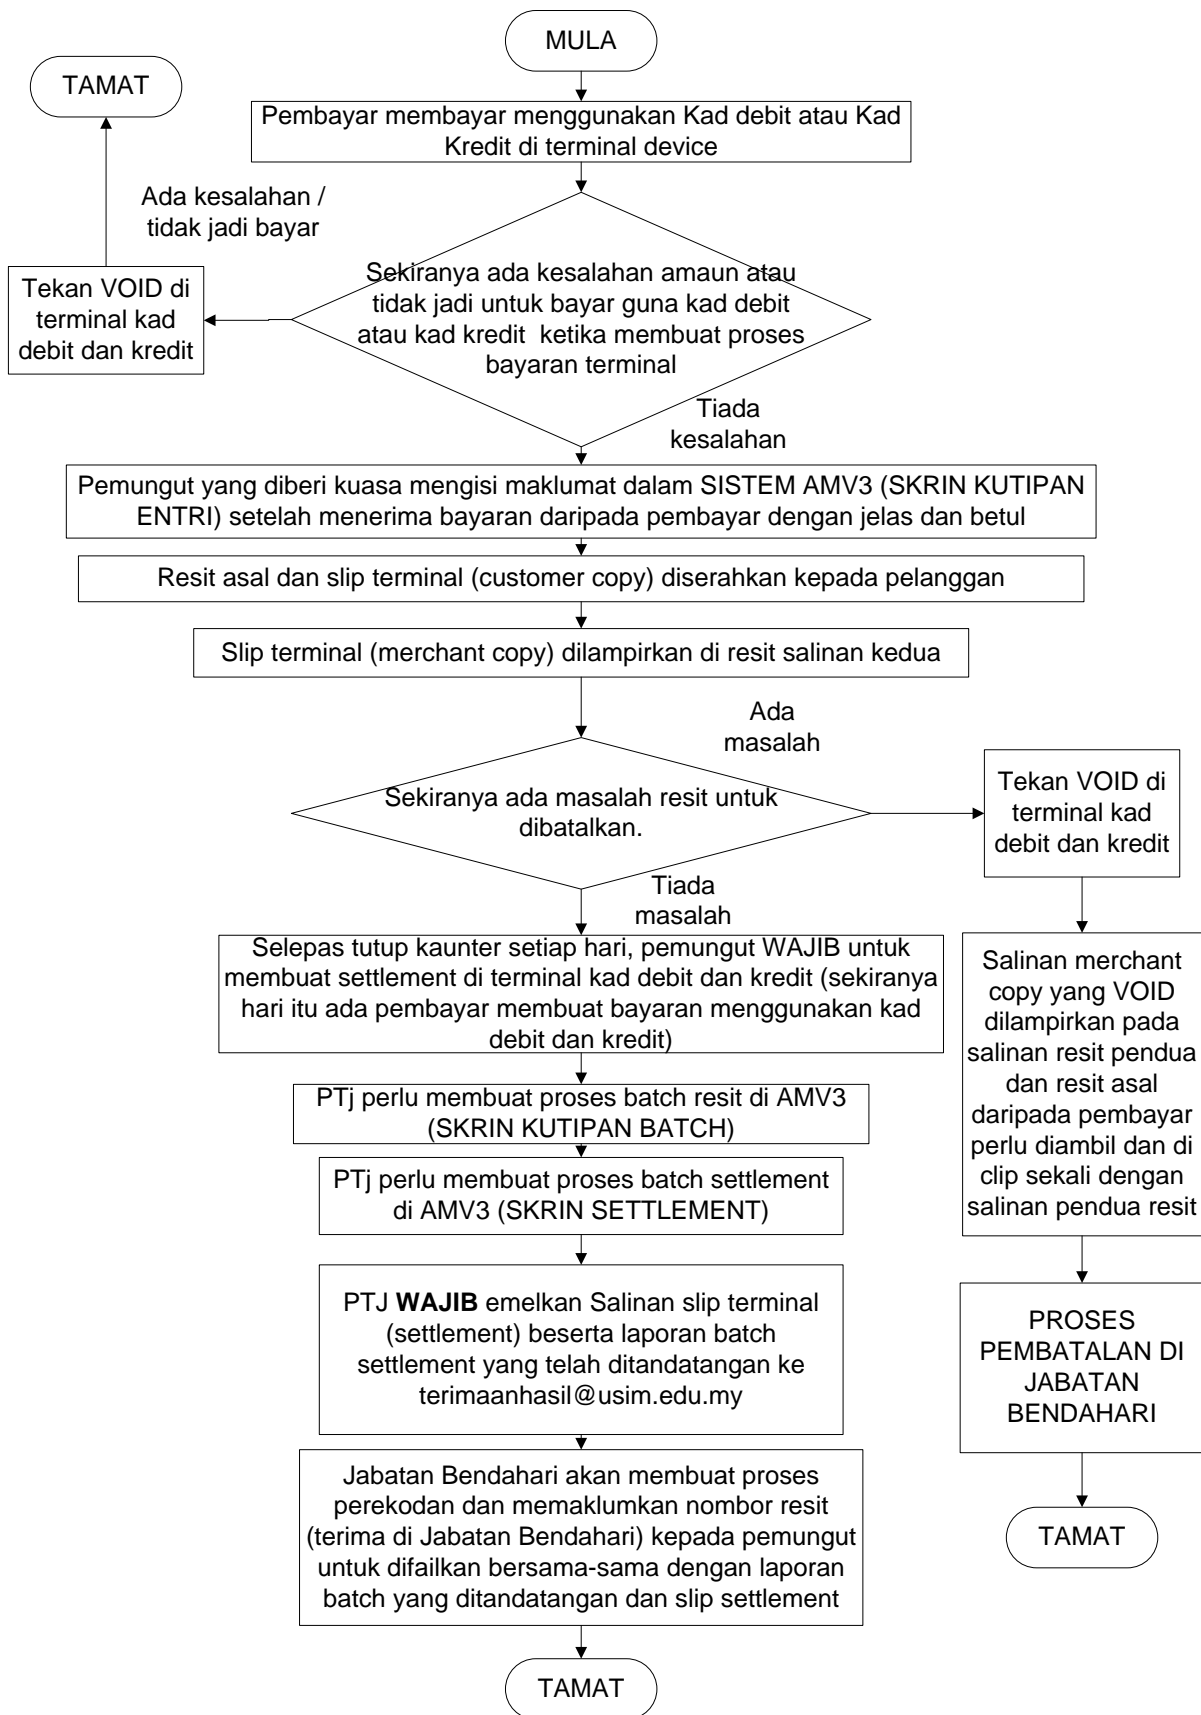 MULA
TAMAT
Pembayar membayar menggunakan Kad debit atau Kad
Kredit di terminal device
Ada kesalahan /
tidak jadi bayar
Tekan VOID di
terminal kad
debit dan kredit
Sekiranya ada kesalahan amaun atau
tidak jadi untuk bayar guna kad debit
atau kad kredit  ketika membuat proses
bayaran terminal
Tiada
kesalahan
Pemungut yang diberi kuasa mengisi maklumat dalam SISTEM AMV3 (SKRIN KUTIPAN
ENTRI) setelah menerima bayaran daripada pembayar dengan jelas dan betul
Resit asal dan slip terminal (customer copy) diserahkan kepada pelanggan
Slip terminal (merchant copy) dilampirkan di resit salinan kedua
Ada
masalah
Sekiranya ada masalah resit untuk
dibatalkan.
Tekan VOID di
terminal kad
debit dan kredit
Tiada
masalah
Selepas tutup kaunter setiap hari, pemungut WAJIB untuk
membuat settlement di terminal kad debit dan kredit (sekiranya
hari itu ada pembayar membuat bayaran menggunakan kad
debit dan kredit)
Salinan merchant
copy yang VOID
dilampirkan pada
salinan resit pendua
dan resit asal
daripada pembayar
perlu diambil dan di
clip sekali dengan
salinan pendua resit
PTj perlu membuat proses batch resit di AMV3
(SKRIN KUTIPAN BATCH)
PTj perlu membuat proses batch settlement
di AMV3 (SKRIN SETTLEMENT)
PTJ WAJIB emelkan Salinan slip terminal
(settlement) beserta laporan batch
settlement yang telah ditandatangan ke
terimaanhasil@usim.edu.my
PROSES
PEMBATALAN DI
JABATAN
BENDAHARI
Jabatan Bendahari akan membuat proses
perekodan dan memaklumkan nombor resit
(terima di Jabatan Bendahari) kepada pemungut
untuk difailkan bersama-sama dengan laporan
batch yang ditandatangan dan slip settlement
TAMAT
TAMAT